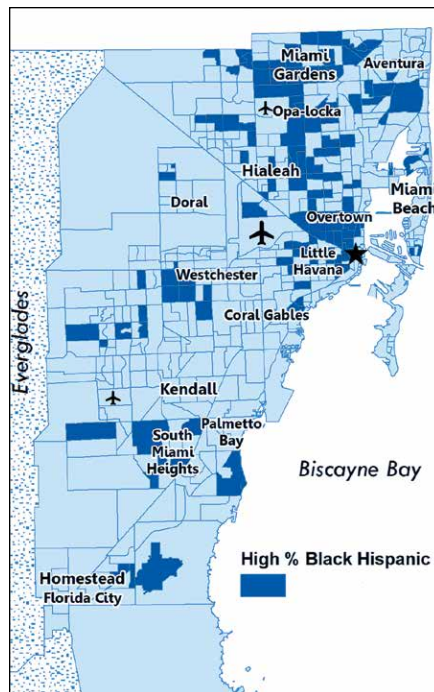 Miami
Gardens
Aventura
Opa-locka
Hialeah
Doral
Miami
Beach
Overtown
Little
Havana
Westchester
Coral Gables
Everglades
Kendall
Palmetto
Bay
South
Miami
Heights
Biscayne Bay
High % Black Hispanic
Homestead
Florida City